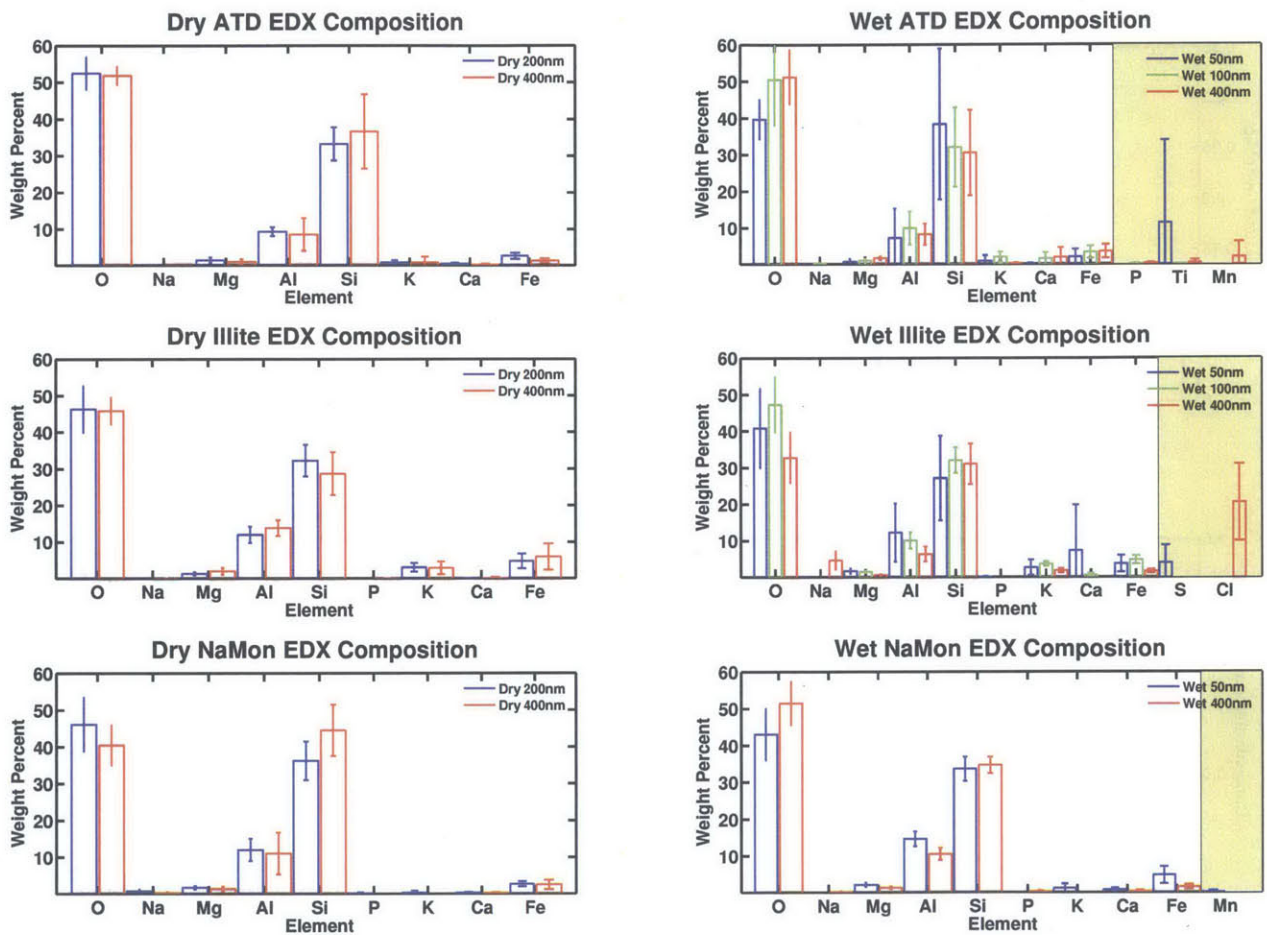 Dry ATD EDX Composition
Weight Percent
60
50
40
30
20
10
Dry 200nm
Dry 400nm
O Na Mg Al Si K Ca Fe
Element
Wet ATD EDX Composition
Weight Percent
60
50
40
30
20
10
Wet 50nm
Wet 100nm
Wet 400nm
O Na Mg Al Si K Ca Fe P Ti Mn
Element
Dry Illite EDX Composition
Weight Percent
60
50
40
30
20
10
Dry 200nm
Dry 400nm
O Na Mg Al Si P K Ca Fe
Element
Wet Illite EDX Composition
Weight Percent
60
50
40
30
20
10
Wet 50nm
Wet 100nm
Wet 400nm
O Na Mg Al Si P K Ca Fe S Cl
Element
Dry NaMon EDX Composition
Weight Percent
60
50
40
30
20
10
Dry 200nm
Dry 400nm
O Na Mg Al Si P K Ca Fe
Element
Wet NaMon EDX Composition
Weight Percent
60
50
40
30
20
10
Wet 50nm
Wet 400nm
O Na Mg Al Si P K Ca Fe Mn
Element